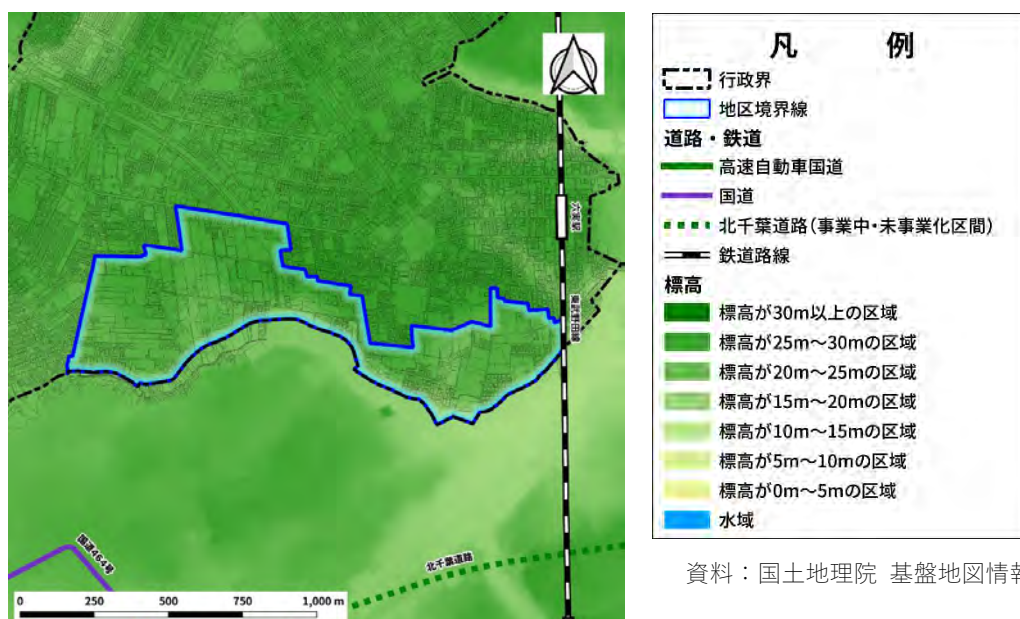 六実駅
東武野田線
国道464号
北千葉道路
0 250 500 750 1,000 m
凡 例
行政界
地区境界線
道路・鉄道
高速自動車国道
国道
北千葉道路(事業中・未事業化区間)
鉄道路線
標高
標高が30m以上の区域
標高が25m～30mの区域
標高が20m～25mの区域
標高が15m～20mの区域
標高が10m～15mの区域
標高が5m～10mの区域
標高が0m～5mの区域
水域
資料：国土地理院 基盤地図情報